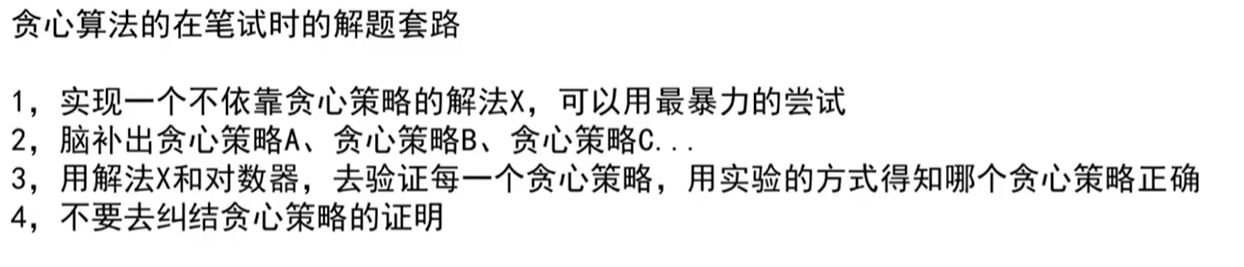 贪心算法的在笔试时的解题套路
1，实现一个不依靠贪心策略的解法X，可以用最暴力的尝试
2，脑补出贪心策略A、贪心策略B、贪心策略C...
3，用解法X和对数器，去验证每一个贪心策略，用实验的方式得知哪个贪心策略正确
4，不要去纠结贪心策略的证明